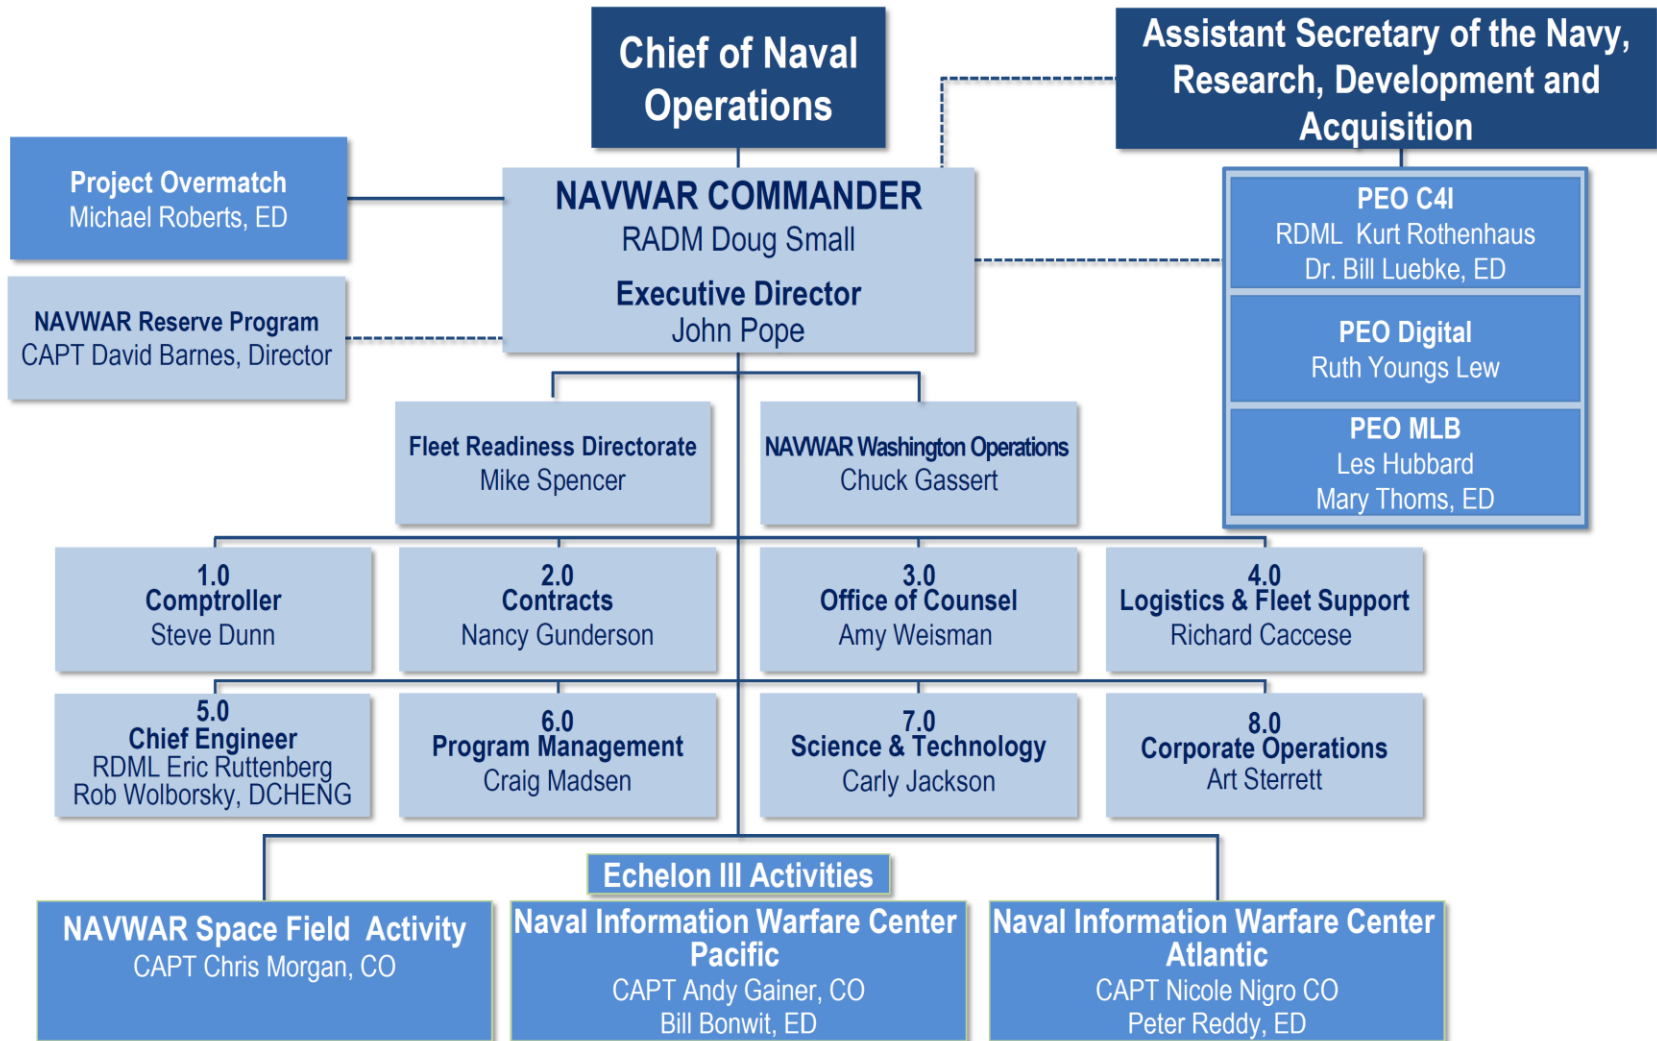 Chief of Naval
Operations
Assistant Secretary of the Navy,
Research, Development and
Acquisition
Project Overmatch
Michael Roberts, ED
NAVWAR COMMANDER
RADM Doug Small
Executive Director
John Pope
PEO C4I
RDML Kurt Rothenhaus
Dr. Bill Luebke, ED
NAVWAR Reserve Program
CAPT David Barnes, Director
PEO Digital
Ruth Youngs Lew
PEO MLB
Les Hubbard
Mary Thoms, ED
Fleet Readiness Directorate
Mike Spencer
NAVWAR Washington Operations
Chuck Gassert
1.0
Comptroller
Steve Dunn
2.0
Contracts
Nancy Gunderson
3.0
Office of Counsel
Amy Weisman
4.0
Logistics & Fleet Support
Richard Caccese
5.0
Chief Engineer
RDML Eric Ruttenberg
Rob Wolborsky, DCHENG
6.0
Program Management
Craig Madsen
7.0
Science & Technology
Carly Jackson
8.0
Corporate Operations
Art Sterrett
Echelon III Activities
NAVWAR Space Field Activity
CAPT Chris Morgan, CO
Naval Information Warfare Center
Pacific
CAPT Andy Gainer, CO
Bill Bonwit, ED
Naval Information Warfare Center
Atlantic
CAPT Nicole Nigro CO
Peter Reddy, ED